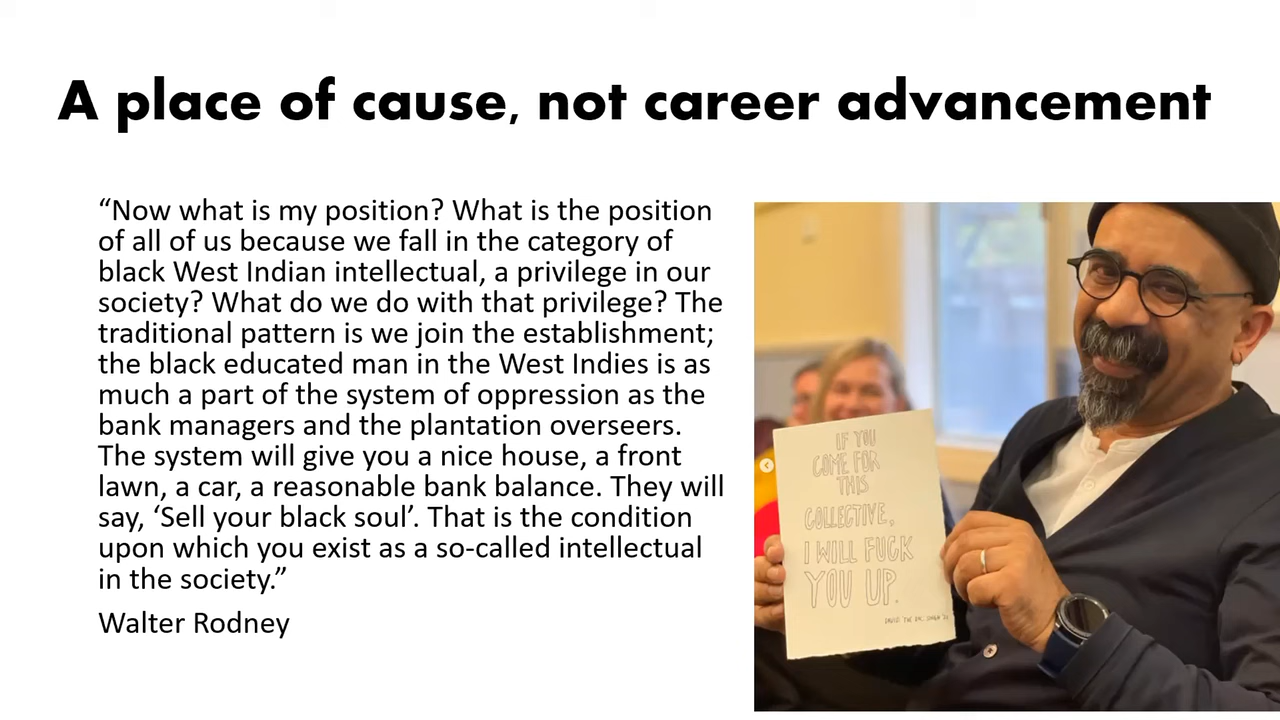 A place of cause, not career advancement
“Now what is my position? What is the position
of all of us because we fall in the category of
black West Indian intellectual, a privilege in our
society? What do we do with that privilege? The
traditional pattern is we join the establishment;
the black educated man in the West Indies is as
much a part of the system of oppression as the
bank managers and the plantation overseers.
The system will give you a nice house, a front
lawn, a car, a reasonable bank balance. They will
say, ‘Sell your black soul’. That is the condition
upon which you exist as a so-called intellectual
in the society.”
Walter Rodney
IF YOU
COME FOR
THIS
COLLECTIVE,
I WILL FUCK
YOU UP.